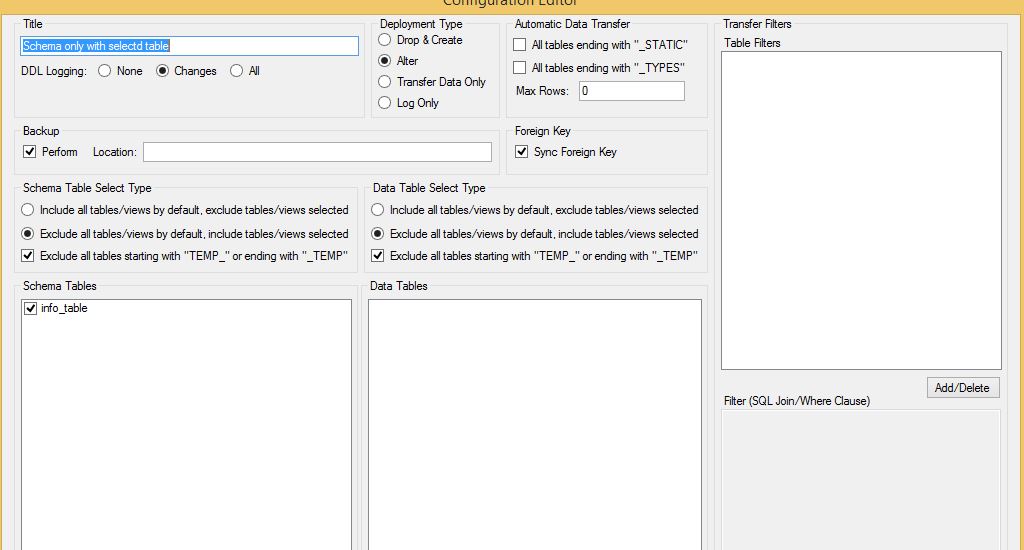 Configuration Editor
Title
Schema only with selectd table
DDL Logging: None Changes All
Deployment Type
Drop & Create
Alter
Transfer Data Only
Log Only
Automatic Data Transfer
All tables ending with "_STATIC"
All tables ending with "_TYPES"
Max Rows: 0
Transfer Filters
Table Filters
Backup
Perform Location:
Foreign Key
Sync Foreign Key
Schema Table Select Type
Include all tables/views by default, exclude tables/views selected
Exclude all tables/views by default, include tables/views selected
Exclude all tables starting with "TEMP_" or ending with "_TEMP"
Data Table Select Type
Include all tables/views by default, exclude tables/views selected
Exclude all tables/views by default, include tables/views selected
Exclude all tables starting with "TEMP_" or ending with "_TEMP"
Schema Tables
info_table
Data Tables
Add/Delete
Filter (SQL Join/Where Clause)